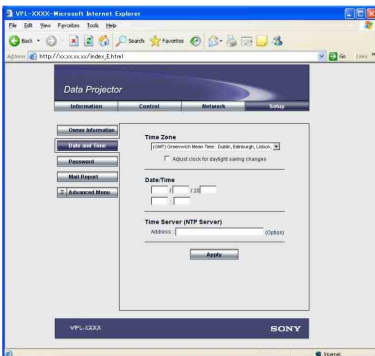 VPL-XXXX-Microsoft Internet Explorer
File Edit View Favorites Tools Help
Back Search Favorites
Address http://xx.xx.xx.xx/index_E.html Go Links »
Data Projector
Information Control Network Setup
Owner Information
Date and Time
Password
Mail Report
Advanced Menu
Time Zone
(GMT) Greenwich Mean Time : Dublin, Edinburgh, Lisbon,
Adjust clock for daylight saving changes
Date/Time
/ / 20
:
Time Server (NTP Server)
Address (Option)
Apply
VPL-XXXX SONY
Internet